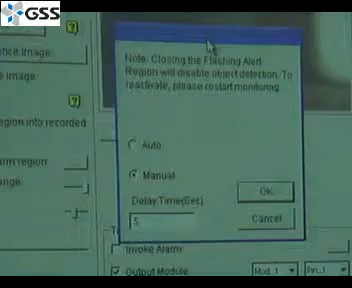 GSS
nce Image:
Note: Closing the Flashing Alert
Region will disable object detection. To
reactivate, please restart monitoring.
e image:
egion into recorded
Auto
rm region:
Manual
ange:
OK
Delay Time(Sec)
5
Cancel
Invoke Alarm:
Output Module
Mod. 1
Pin. 1